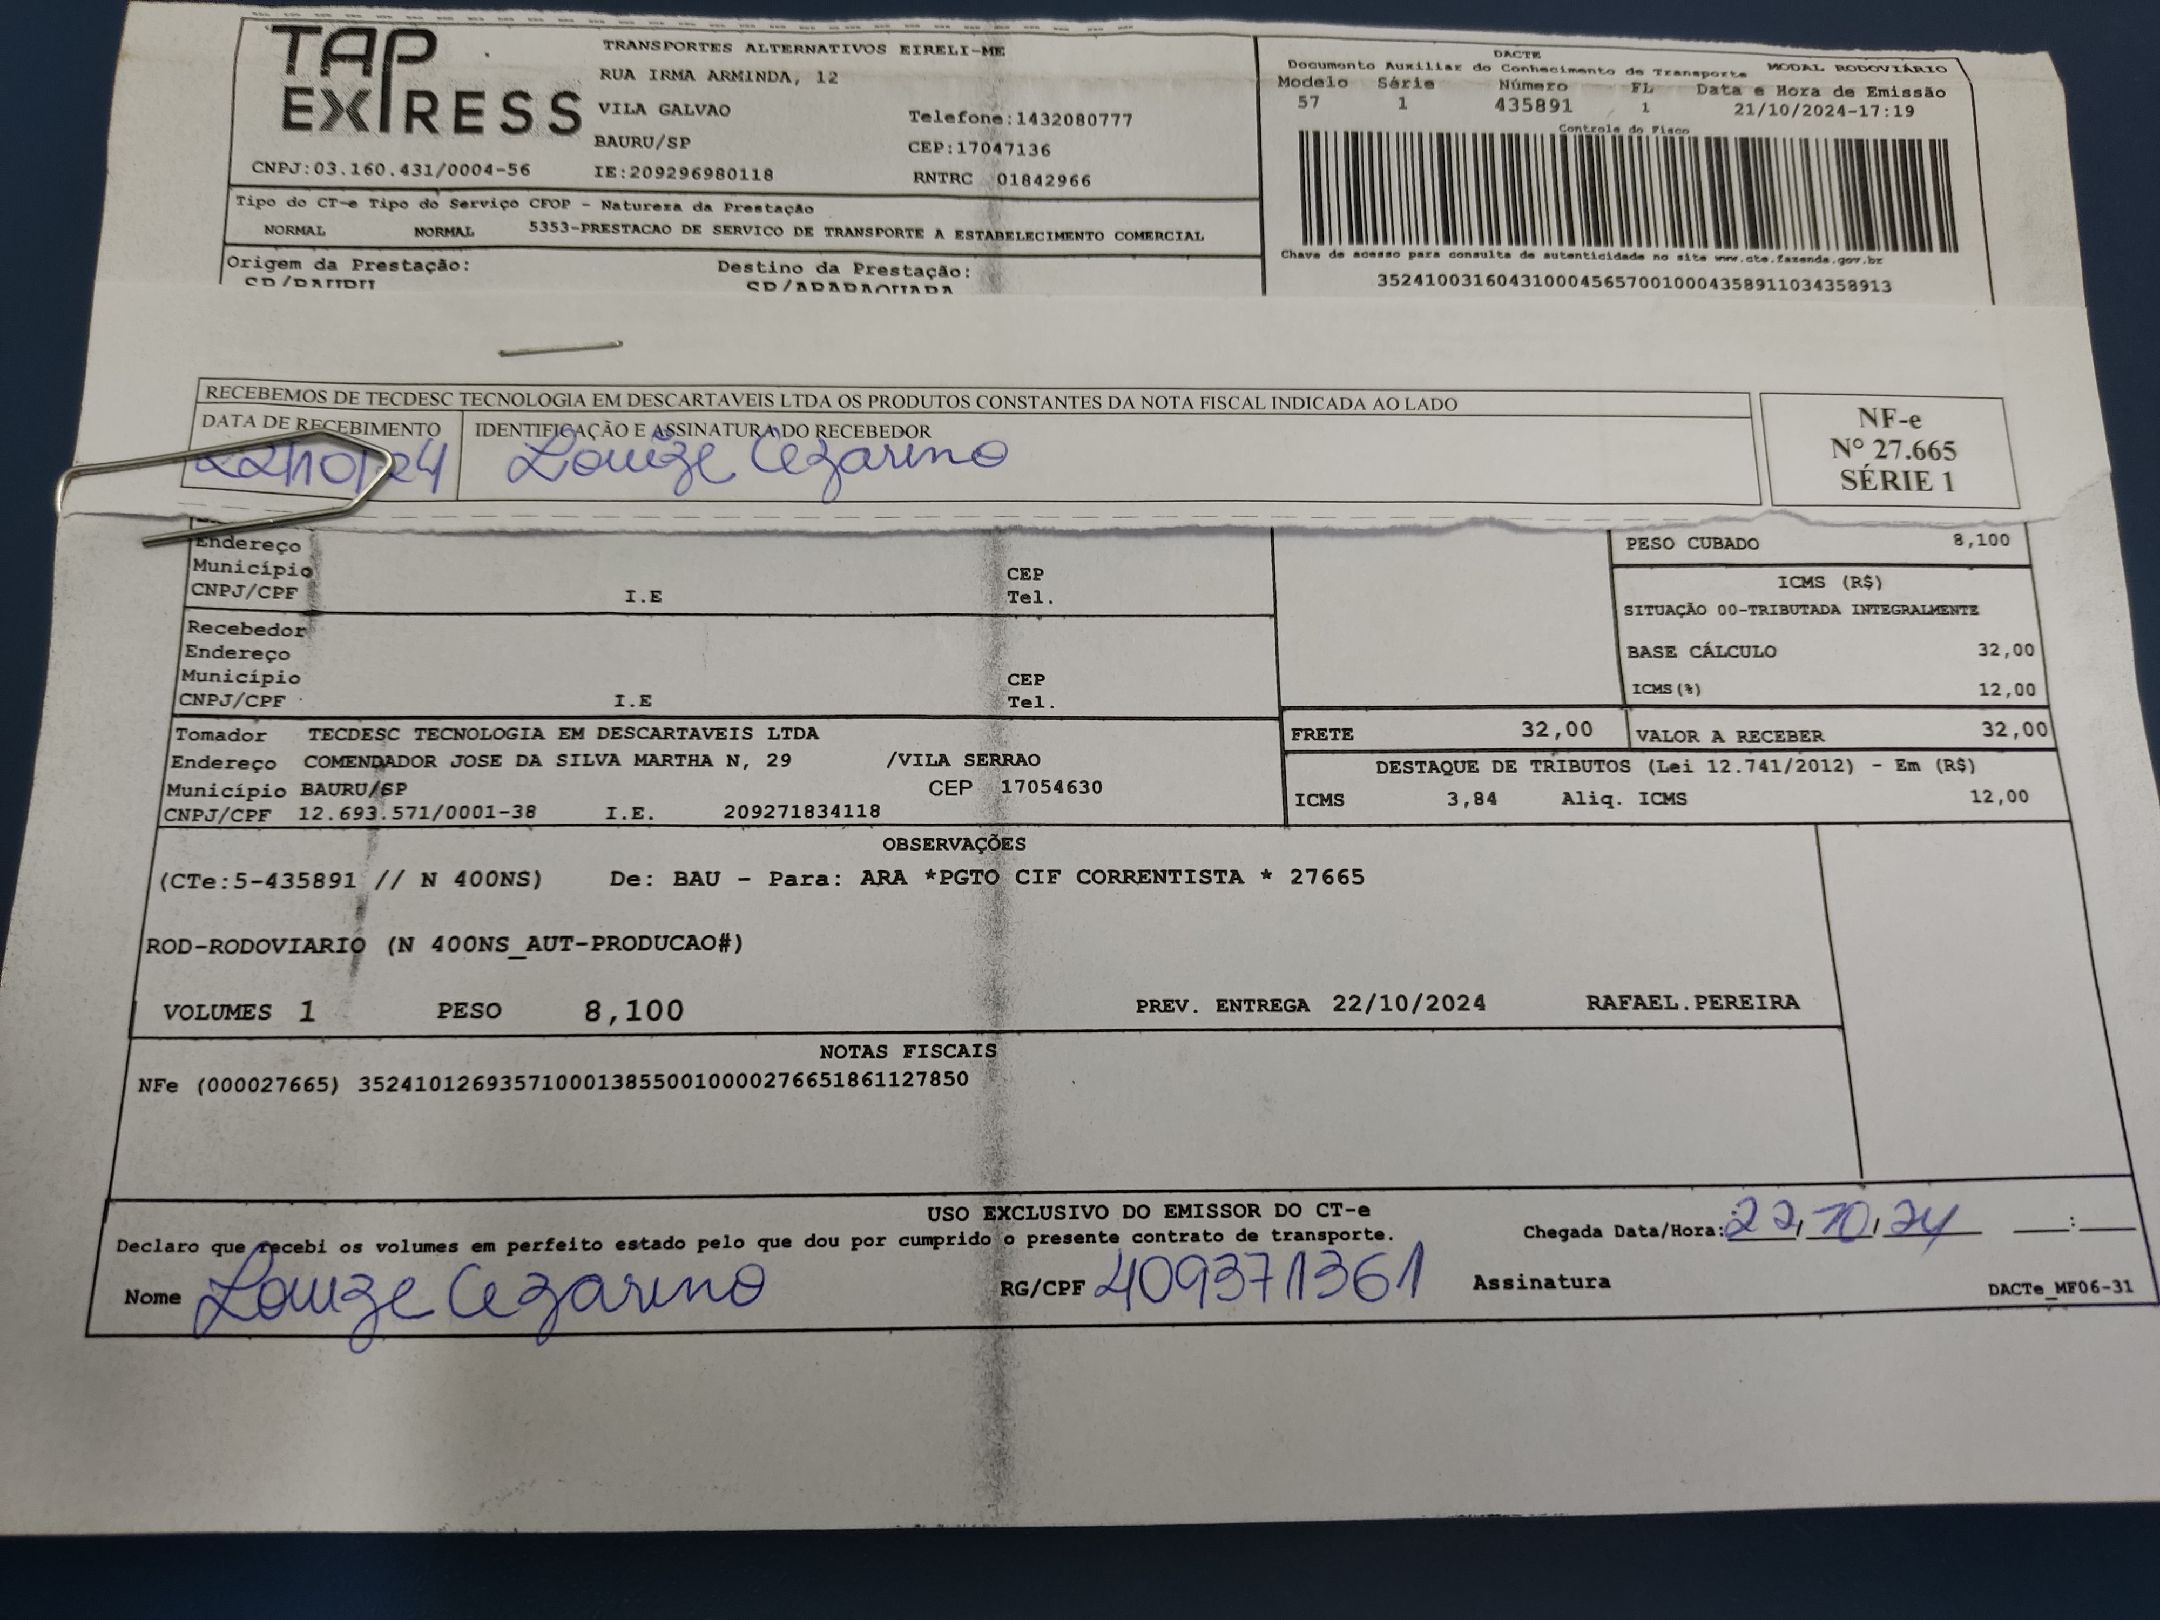 TAP EXPRESS
TRANSPORTES ALTERNATIVOS EIRELI-ME
RUA IRMA ARMINDA, 12
VILA GALVAO
Telefone:1432080777
BAURU/SP
CEP:17047136
CNPJ:03.160.431/0004-56
IE:209296980118
RNTRC 01842966
DACTE
Documento Auxiliar do Conhecimento de Transporte MODAL RODOVIÁRIO
Modelo Série Número FL Data e Hora de Emissão
57 1 435891 1 21/10/2024-17:19
Controle do Fisco
Chave de acesso para consulta de autenticidade no site www.cte.fazenda.gov.br
35241003160431000456570010004358911034358913
Tipo do CT-e Tipo do Serviço CFOP - Natureza da Prestação
NORMAL NORMAL 5353-PRESTACAO DE SERVICO DE TRANSPORTE A ESTABELECIMENTO COMERCIAL
Origem da Prestação: Destino da Prestação:
SP/BAURU SP/ARARAQUARA
RECEBEMOS DE TECDESC TECNOLOGIA EM DESCARTAVEIS LTDA OS PRODUTOS CONSTANTES DA NOTA FISCAL INDICADA AO LADO
DATA DE RECEBIMENTO IDENTIFICAÇÃO E ASSINATURA DO RECEBEDOR
22/10/24 Louize Cezarino
NF-e
Nº 27.665
SÉRIE 1
Endereço
Município CEP
CNPJ/CPF I.E Tel.
Recebedor
Endereço
Município CEP
CNPJ/CPF I.E Tel.
PESO CUBADO 8,100
ICMS (R$)
SITUAÇÃO 00-TRIBUTADA INTEGRALMENTE
BASE CÁLCULO 32,00
ICMS(%) 12,00
FRETE 32,00 VALOR A RECEBER 32,00
Tomador TECDESC TECNOLOGIA EM DESCARTAVEIS LTDA
Endereço COMENDADOR JOSE DA SILVA MARTHA N, 29 /VILA SERRAO
Município BAURU/SP CEP 17054630
CNPJ/CPF 12.693.571/0001-38 I.E. 209271834118
DESTAQUE DE TRIBUTOS (Lei 12.741/2012) - Em (R$)
ICMS 3,84 Aliq. ICMS 12,00
OBSERVAÇÕES
(CTe:5-435891 // N 400NS) De: BAU - Para: ARA *PGTO CIF CORRENTISTA * 27665
ROD-RODOVIARIO (N 400NS_AUT-PRODUCAO#)
VOLUMES 1 PESO 8,100 PREV. ENTREGA 22/10/2024 RAFAEL.PEREIRA
NOTAS FISCAIS
NFe (000027665) 35241012693571000138550010000276651861127850
USO EXCLUSIVO DO EMISSOR DO CT-e
Declaro que recebi os volumes em perfeito estado pelo que dou por cumprido o presente contrato de transporte.
Chegada Data/Hora: 22, 10, 24 ___:___
Nome Louize Cezarino RG/CPF 409371361 Assinatura
DACTe_MF06-31